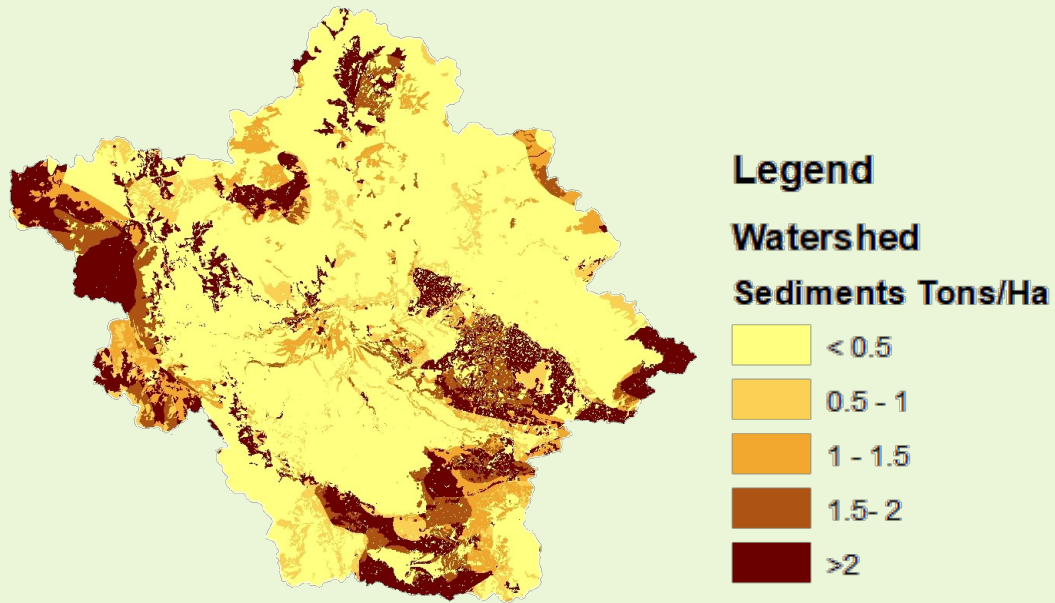 Legend
Watershed
Sediments Tons/Ha
< 0.5
0.5 - 1
1 - 1.5
1.5- 2
>2